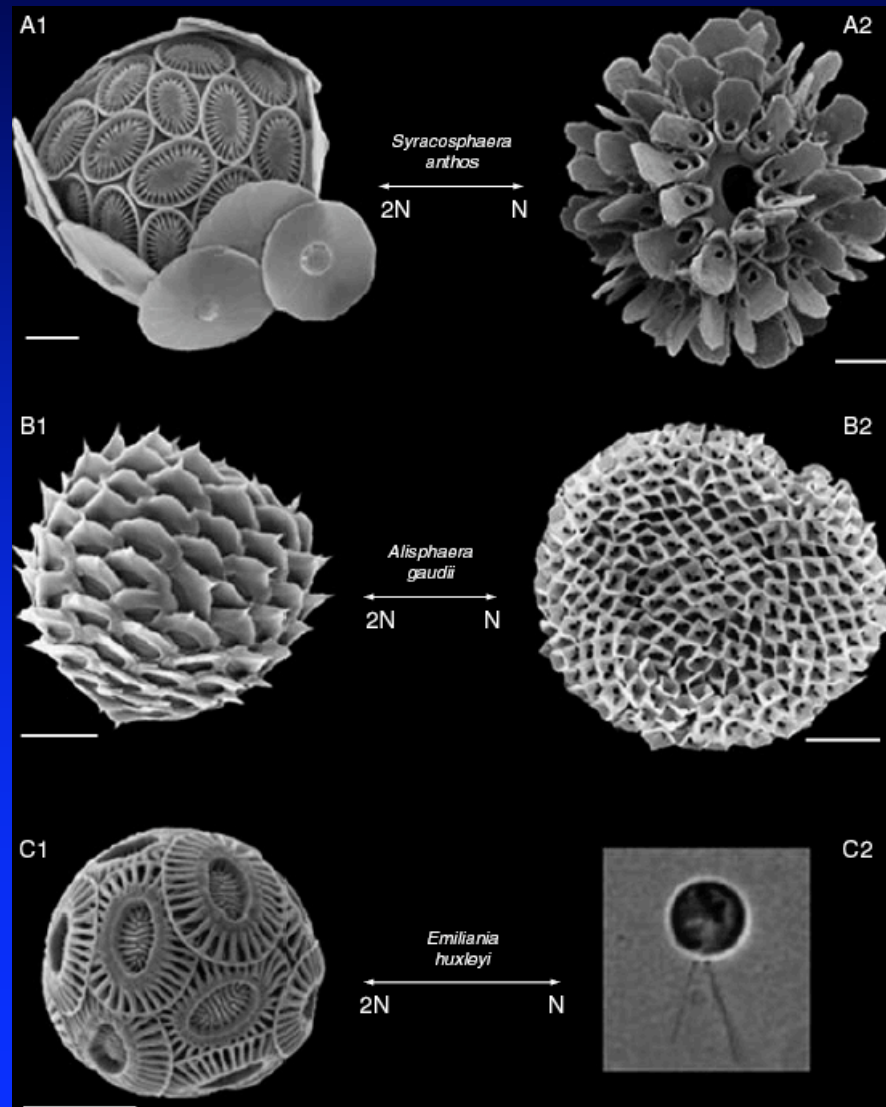 A1
A2
Syracosphaera
anthos
2N
N
B1
B2
Alisphaera
gaudii
2N
N
C1
C2
Emiliania
huxleyi
2N
N